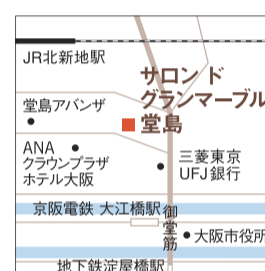 JR北新地駅
サロン ド
グランマーブル
堂島
堂島アバンザ
ANA
クラウンプラザ
ホテル大阪
三菱東京
UFJ銀行
京阪電鉄 大江橋駅
御堂筋
大阪市役所
地下鉄淀屋橋駅